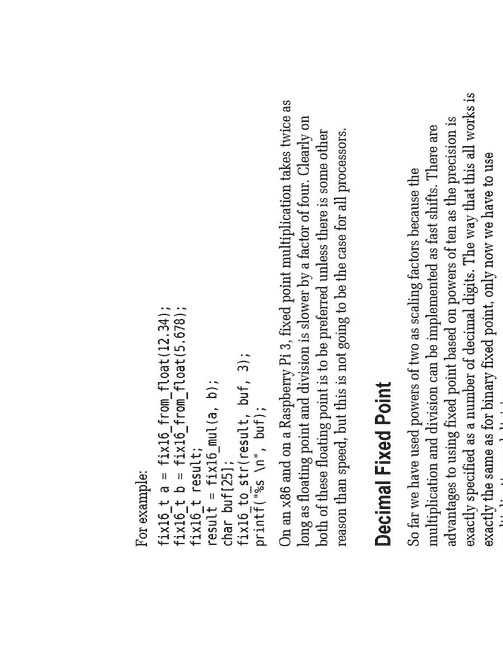 For example:
fix16_t a = fix16_from_float(12.34);
fix16_t b = fix16_from_float(5.678);
fix16_t result;
result = fix16_mul(a, b);
char buf[25];
fix16_to_str(result, buf, 3);
printf("%s \n", buf);
On an x86 and on a Raspberry Pi 3, fixed point multiplication takes twice as
long as floating point and division is slower by a factor of four. Clearly on
both of these floating point is to be preferred unless there is some other
reason than speed, but this is not going to be the case for all processors.
Decimal Fixed Point
So far we have used powers of two as scaling factors because the
multiplication and division can be implemented as fast shifts. There are
advantages to using fixed point based on powers of ten as the precision is
exactly specified as a number of decimal digits. The way that this all works is
exactly the same as for binary fixed point, only now we have to use